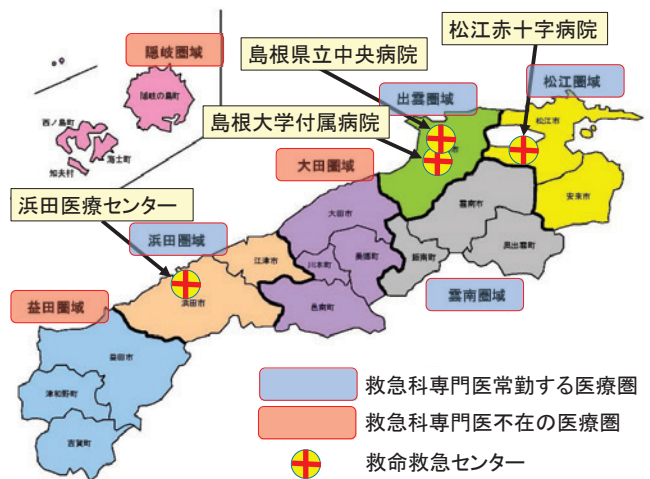 松江赤十字病院
島根県立中央病院
隠岐圏域
出雲圏域
松江圏域
隠岐の島町
西ノ島町
海士町
知夫村
島根大学付属病院
松江市
市
大田圏域
安来市
浜田医療センター
大田市
雲南市
浜田圏域
江津市
川本町
美郷町
飯南町
奥出雲町
浜田市
邑南町
雲南圏域
益田圏域
益田市
津和野町
吉賀町
救急科専門医常勤する医療圏
救急科専門医不在の医療圏
救命救急センター